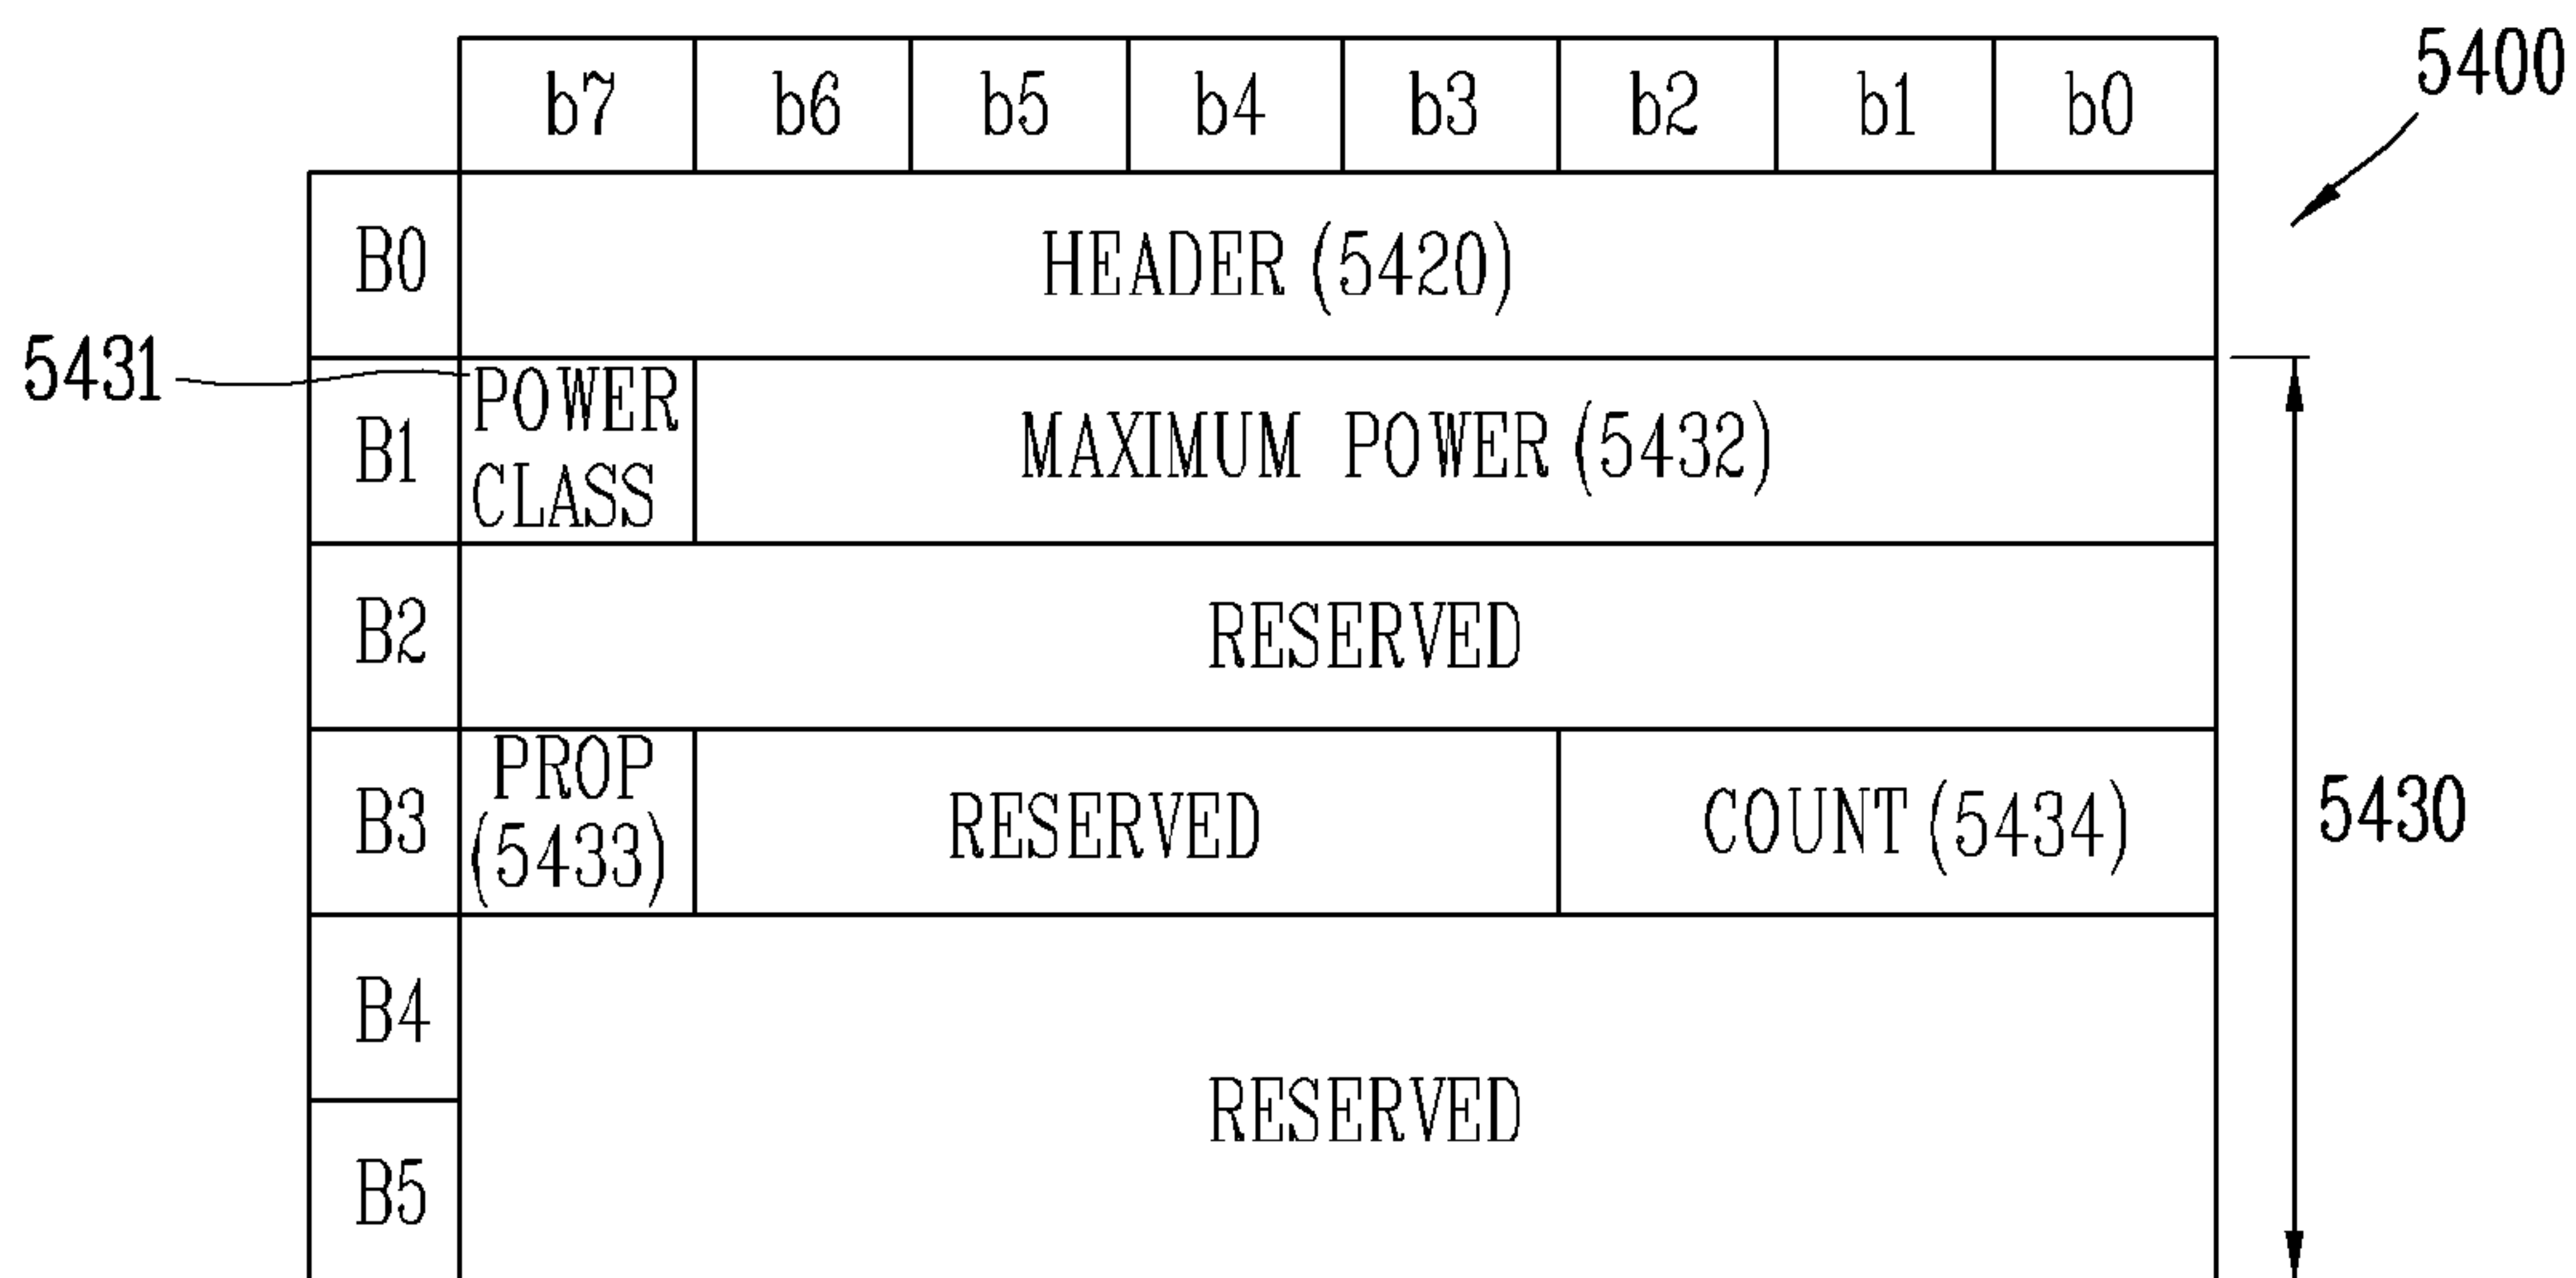 b7 b6 b5 b4 b3 b2 b1 b0
5400
B0 HEADER (5420)
5431
B1 POWER CLASS MAXIMUM POWER (5432)
B2 RESERVED
B3 PROP (5433) RESERVED COUNT (5434)
5430
B4
RESERVED
B5